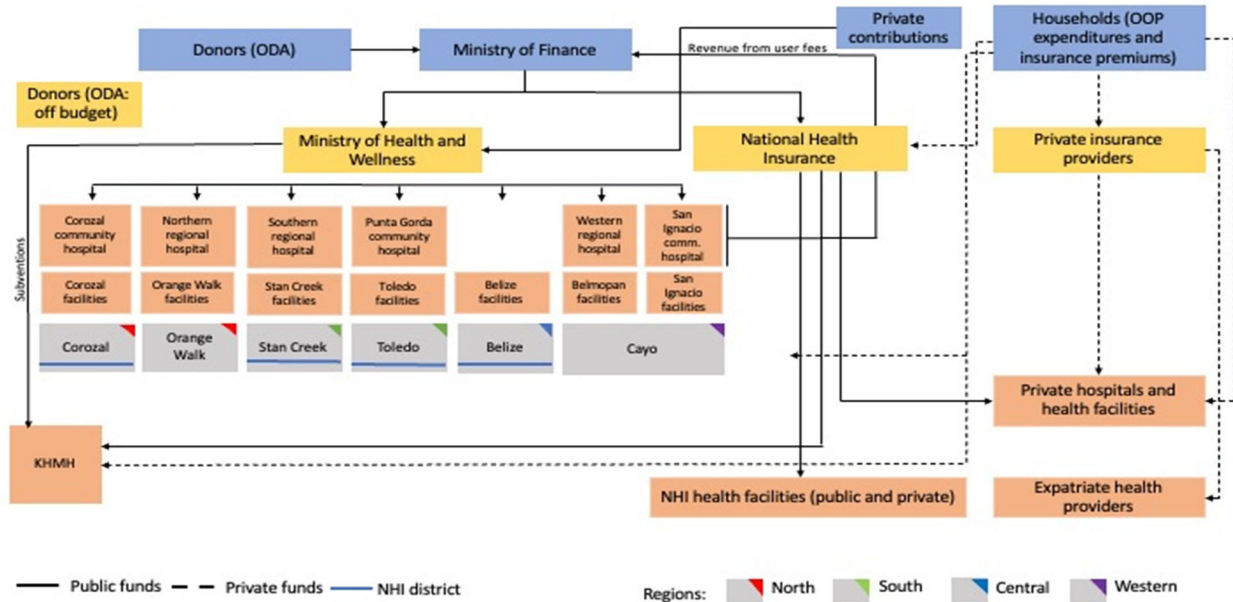 Donors (ODA)
Ministry of Finance
Private
contributions
Households (OOP
expenditures and
insurance premiums)
Revenue from user fees
Donors (ODA:
off budget)
Ministry of Health and
Wellness
National Health
Insurance
Private insurance
providers
Subventions
Corozal
community
hospital
Northern
regional
hospital
Southern
regional
hospital
Punta Gorda
community
hospital
Western
regional
hospital
San
Ignacio
comm.
hospital
Corozal
facilities
Orange Walk
facilities
Stan Creek
facilities
Toledo
facilities
Belize
facilities
Belmopan
facilities
San
Ignacio
facilities
Corozal
Orange
Walk
Stan Creek
Toledo
Belize
Cayo
Private hospitals and
health facilities
KHMH
NHI health facilities (public and private)
Expatriate health
providers
Public funds
Private funds
NHI district
Regions:
North
South
Central
Western